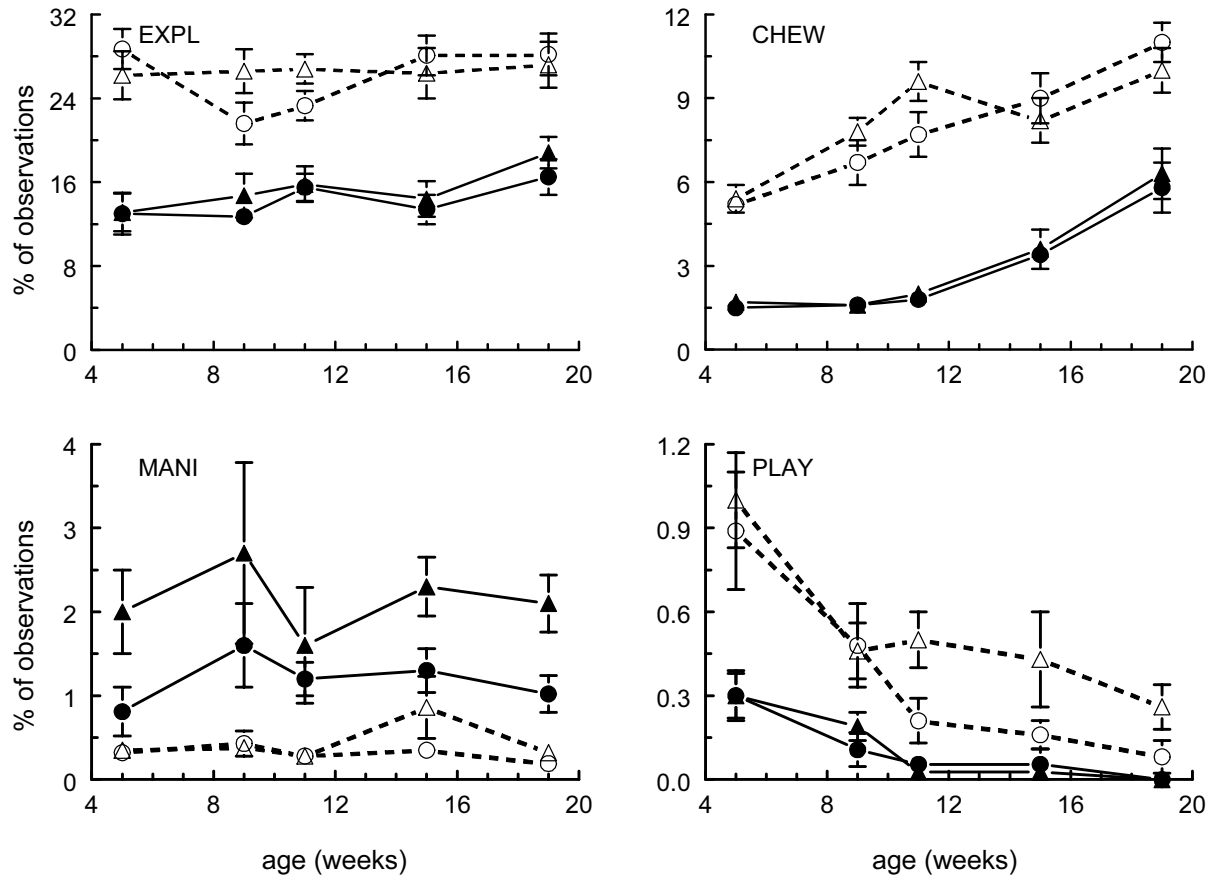 EXPL
32
24
16
8
0
% of observations
4 8 12 16 20
CHEW
12
9
6
3
0
4 8 12 16 20
MANI
4
3
2
1
0
% of observations
4 8 12 16 20
age (weeks)
PLAY
1.2
0.9
0.6
0.3
0.0
4 8 12 16 20
age (weeks)